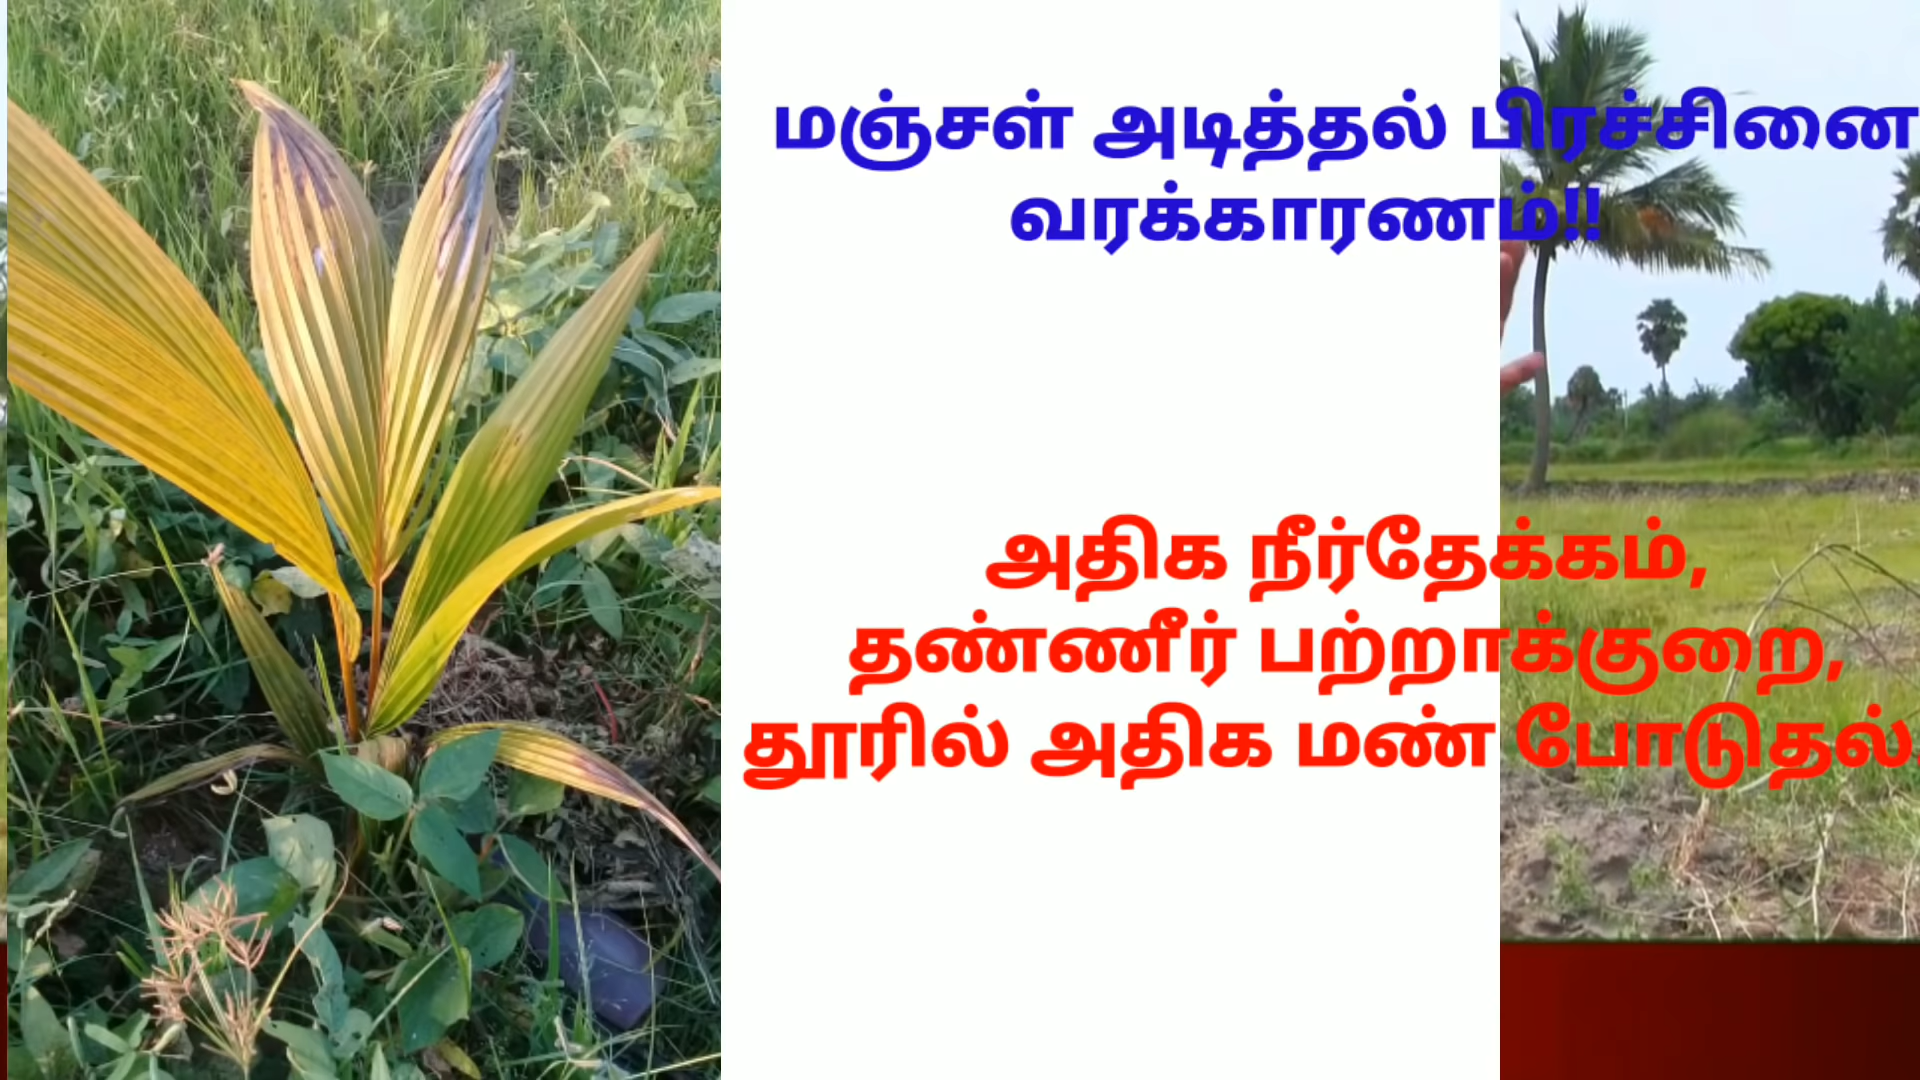 மஞ்சள் அடித்தல் பிரச்சினை
வரக்காரணம்!!
அதிக நீர்தேக்கம்,
தண்ணீர் பற்றாக்குறை,
தூரில் அதிக மண் போடுதல்.